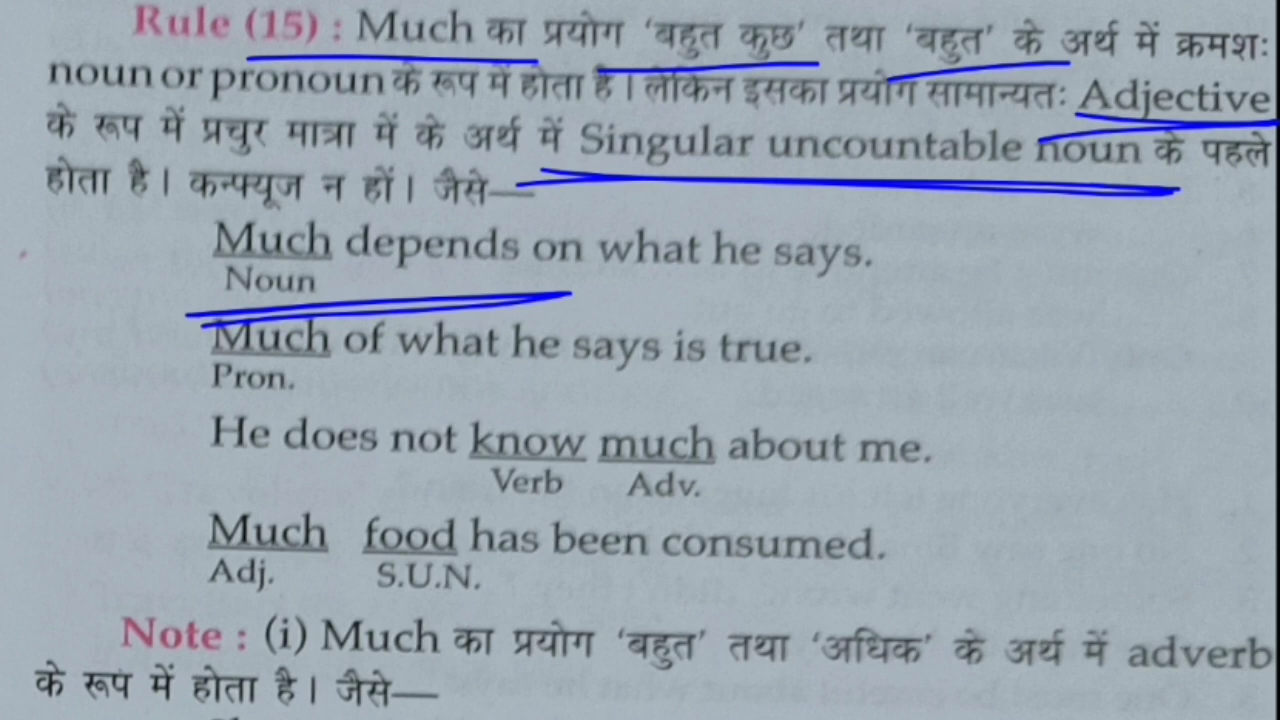 Rule (15) : Much का प्रयोग ‘बहुत कुछ’ तथा ‘बहुत’ के अर्थ में क्रमशः
noun or pronoun के रूप में होता है। लेकिन इसका प्रयोग सामान्यतः Adjective
के रूप में प्रचुर मात्रा में के अर्थ में Singular uncountable noun के पहले
होता है। कन्फ्यूज न हों। जैसे—
Much depends on what he says.
Noun
Much of what he says is true.
Pron.
He does not know much about me.
Verb Adv.
Much food has been consumed.
Adj. S.U.N.
Note : (i) Much का प्रयोग ‘बहुत’ तथा ‘अधिक’ के अर्थ में adverb
के रूप में होता है। जैसे—